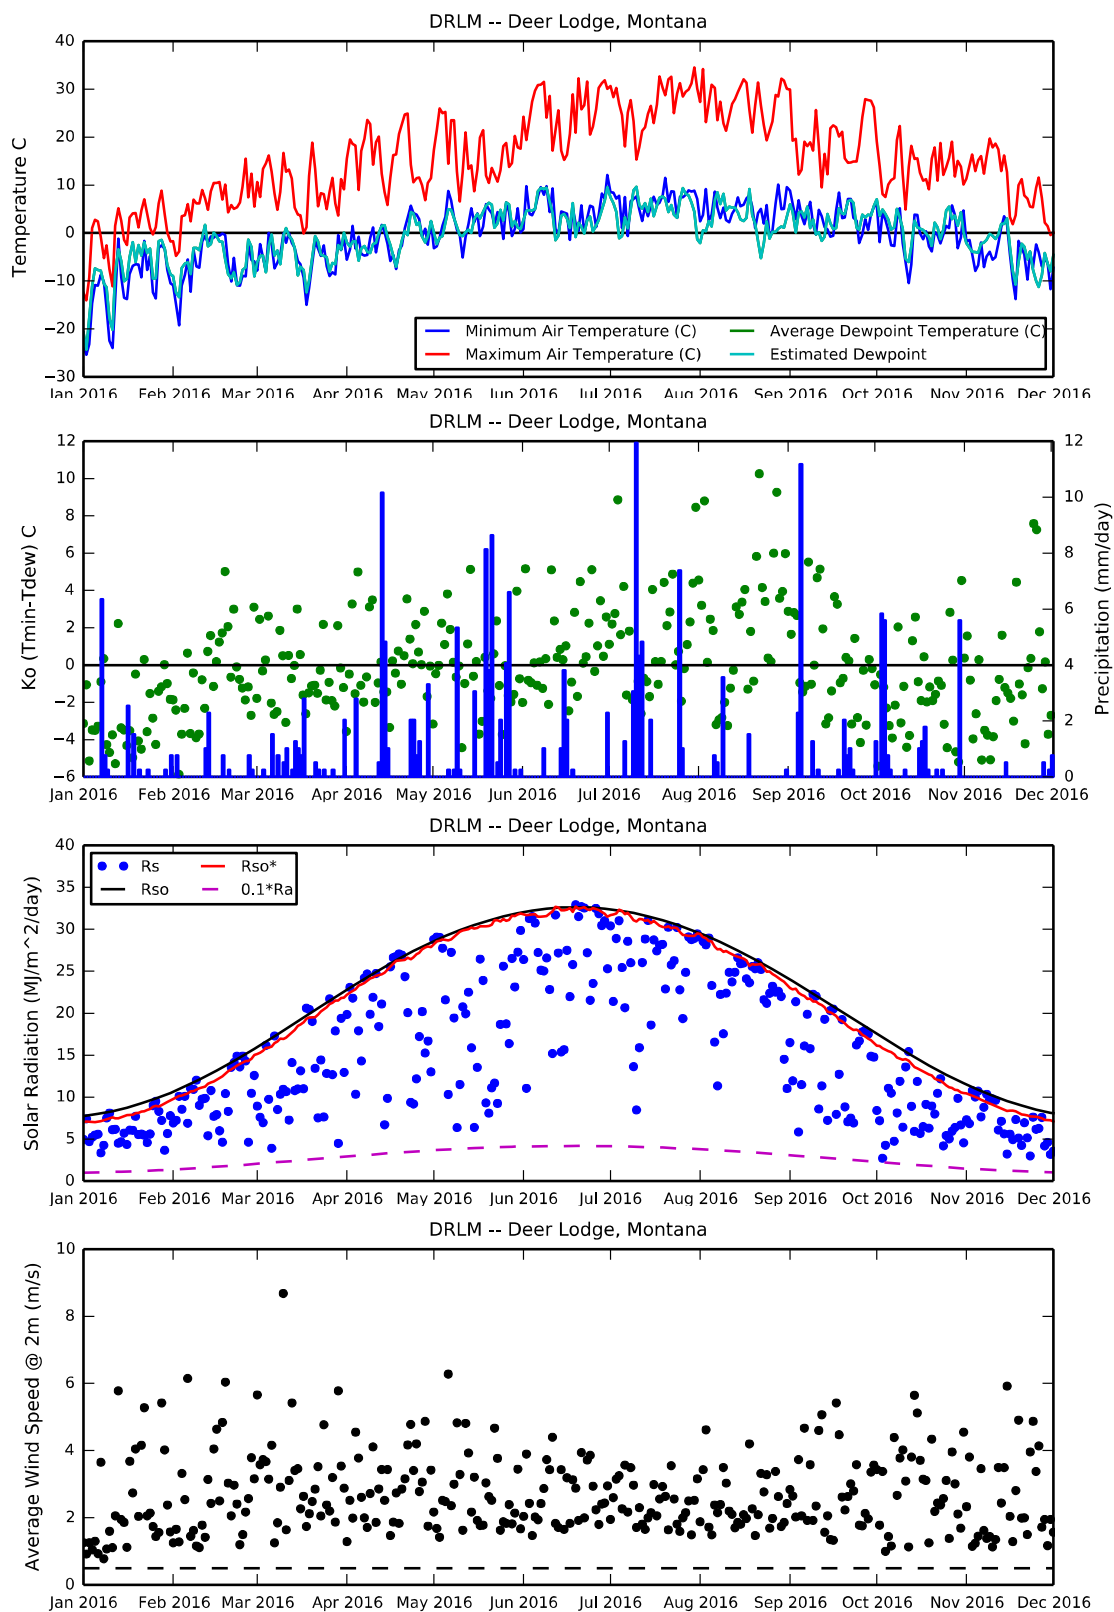 DRLM -- Deer Lodge, Montana
40
30
20
10
0
−10
−20
−30
Temperature C
Minimum Air Temperature (C)
Maximum Air Temperature (C)
Average Dewpoint Temperature (C)
Estimated Dewpoint
Jan 2016 Feb 2016 Mar 2016 Apr 2016 May 2016 Jun 2016 Jul 2016 Aug 2016 Sep 2016 Oct 2016 Nov 2016 Dec 2016
DRLM -- Deer Lodge, Montana
12
10
8
6
4
2
0
−2
−4
−6
Ko (Tmin-Tdew) C
12
10
8
6
4
2
0
Precipitation (mm/day)
Jan 2016 Feb 2016 Mar 2016 Apr 2016 May 2016 Jun 2016 Jul 2016 Aug 2016 Sep 2016 Oct 2016 Nov 2016 Dec 2016
DRLM -- Deer Lodge, Montana
40
35
30
25
20
15
10
5
0
Solar Radiation (MJ/m^2/day)
Rs
Rso
Rso*
0.1*Ra
Jan 2016 Feb 2016 Mar 2016 Apr 2016 May 2016 Jun 2016 Jul 2016 Aug 2016 Sep 2016 Oct 2016 Nov 2016 Dec 2016
DRLM -- Deer Lodge, Montana
10
8
6
4
2
0
Average Wind Speed @ 2m (m/s)
Jan 2016 Feb 2016 Mar 2016 Apr 2016 May 2016 Jun 2016 Jul 2016 Aug 2016 Sep 2016 Oct 2016 Nov 2016 Dec 2016